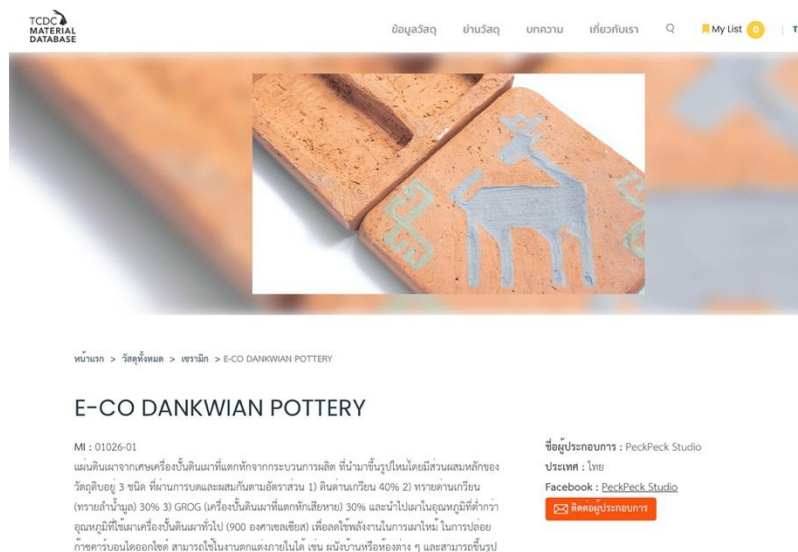 TCDC
MATERIAL
DATABASE
ข้อมูลวัสดุ ย่านวัสดุ บทความ เกี่ยวกับเรา My List 0 T
หน้าแรก > วัสดุทั้งหมด > เซรามิก > E-CO DANKWIAN POTTERY
E-CO DANKWIAN POTTERY
MI : 01026-01
แผ่นดินเผาจากเศษเครื่องปั้นดินเผาที่แตกหักจากกระบวนการผลิต ที่นำมาขึ้นรูปใหม่โดยมีส่วนผสมหลักของ
วัตถุดิบอยู่ 3 ชนิด ที่ผ่านการบดและผสมกันตามอัตราส่วน 1) ดินด่านเกวียน 40% 2) ทรายด่านเกวียน
(ทรายลำน้ำมูล) 30% 3) GROG (เครื่องปั้นดินเผาที่แตกหักเสียหาย) 30% และนำไปเผาในอุณหภูมิที่ต่ำกว่า
อุณหภูมิที่ใช้เผาเครื่องปั้นดินเผาทั่วไป (900 องศาเซลเซียส) เพื่อลดใช้พลังงานในการเผาไหม้ ในการปล่อย
ก๊าซคาร์บอนไดออกไซด์ สามารถใช้ในงานตกแต่งภายในได้ เช่น ผนังบ้านหรือห้องต่าง ๆ และสามารถขึ้นรูป
ชื่อผู้ประกอบการ : PeckPeck Studio
ประเทศ : ไทย
Facebook : PeckPeck Studio
ติดต่อผู้ประกอบการ